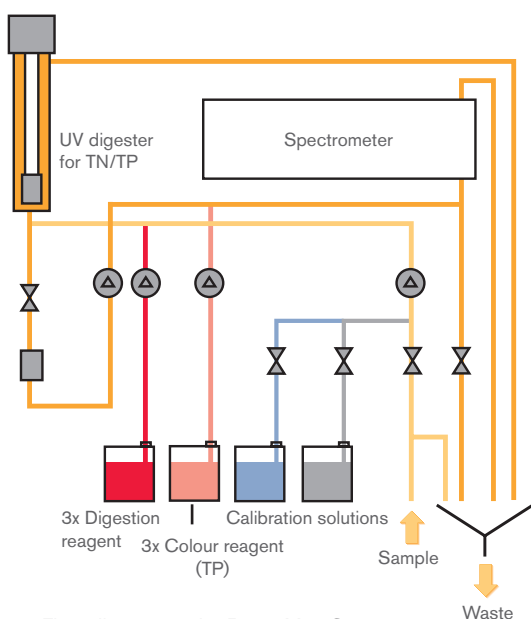 UV digester
for TN/TP
Spectrometer
3x Digestion
reagent
3x Colour reagent
(TP)
Calibration solutions
Sample
Waste